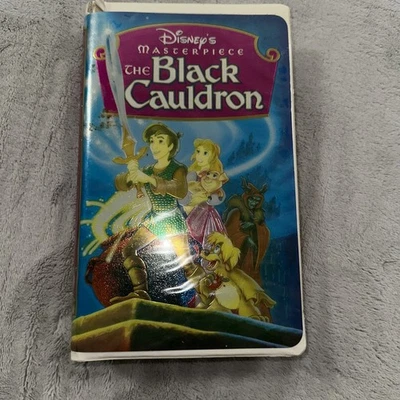 Disney's
Masterpiece
The Black
Cauldron